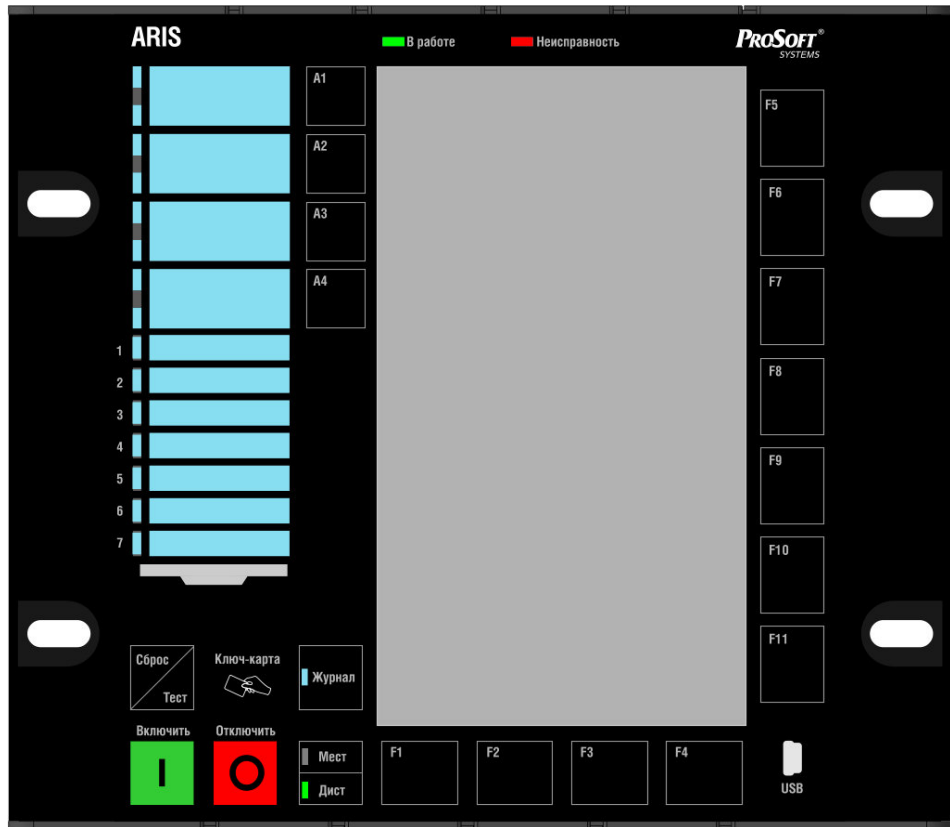 ARIS
В работе
Неисправность
PROSOFT®
SYSTEMS
A1
A2
A3
A4
1
2
3
4
5
6
7
F5
F6
F7
F8
F9
F10
F11
Сброс
Тест
Ключ-карта
Журнал
Включить
Отключить
Мест
Дист
F1
F2
F3
F4
USB